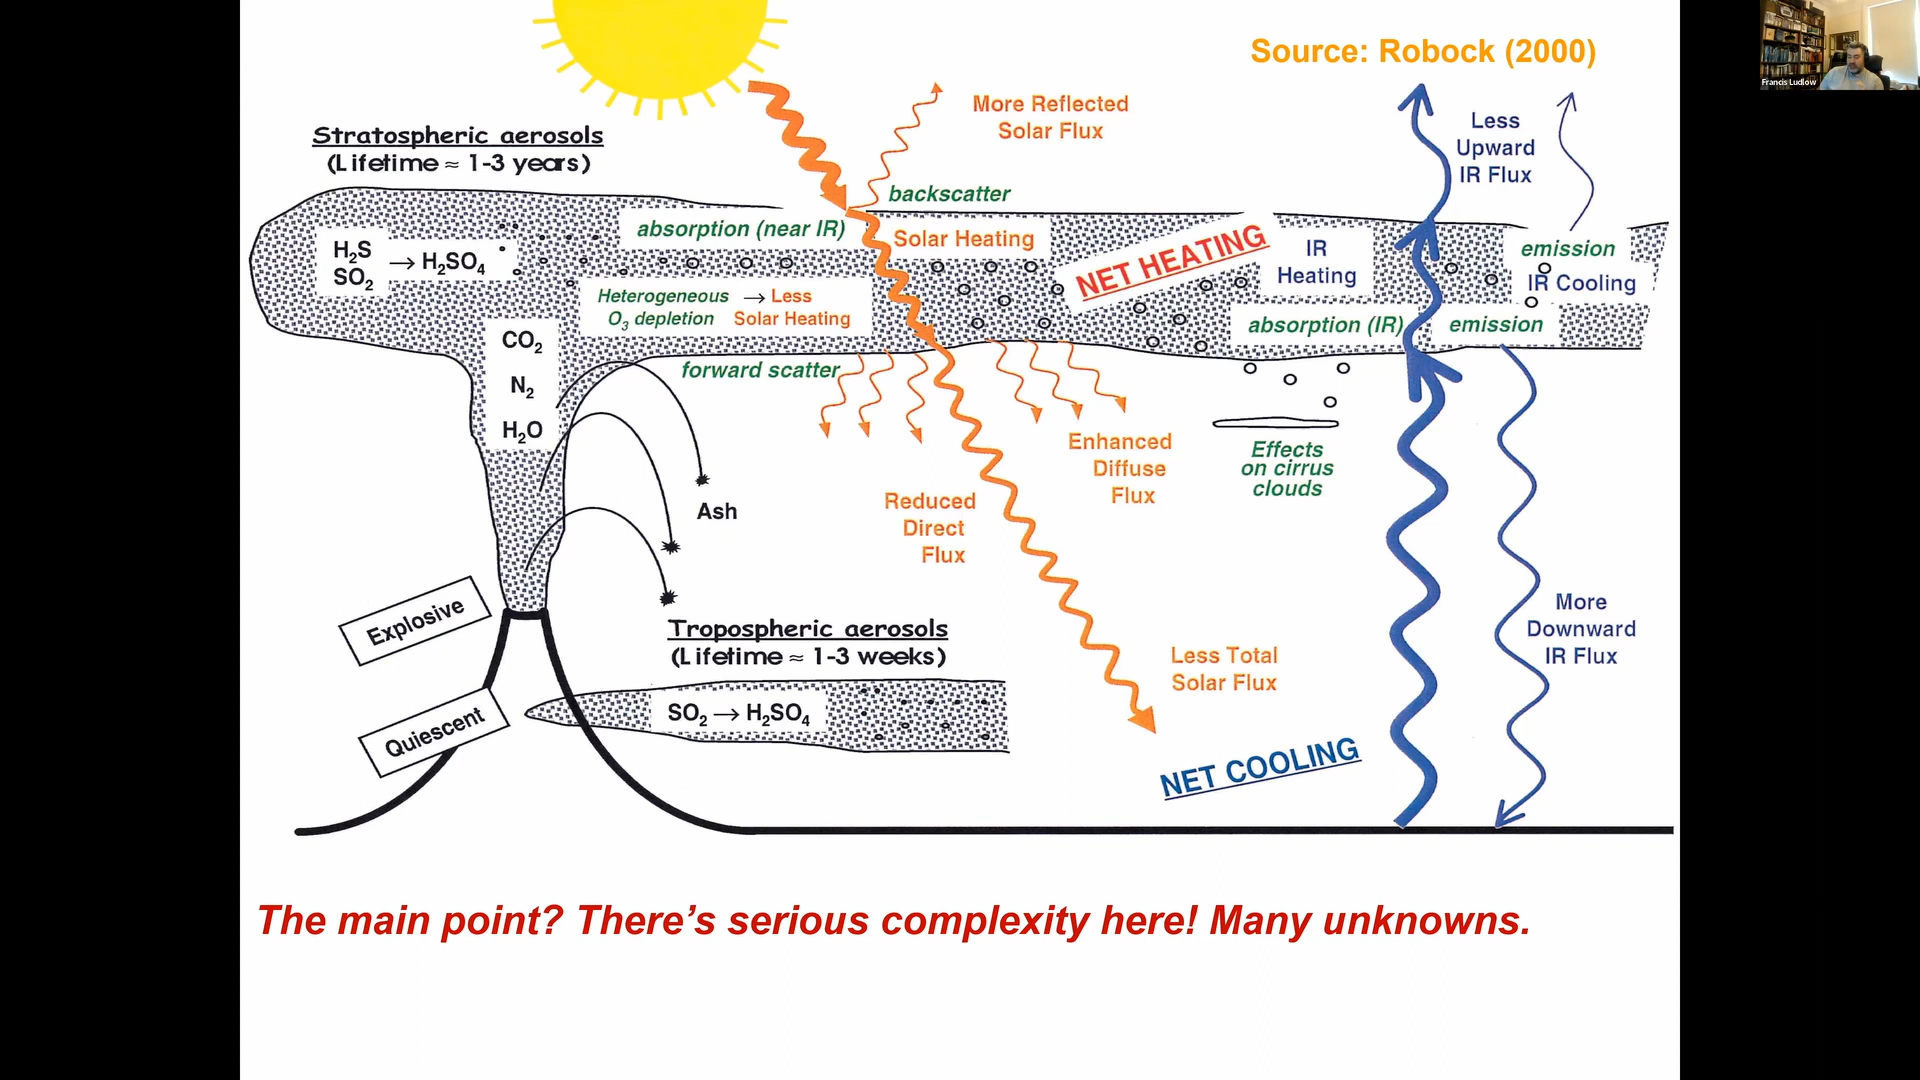 Source: Robock (2000)
Francis Ludlow
More Reflected
Solar Flux
Less
Upward
IR Flux
Stratospheric aerosols
(Lifetime ≈ 1-3 years)
backscatter
absorption (near IR)
Solar Heating
NET HEATING
IR
Heating
emission
IR Cooling
H2S
SO2
→ H2SO4
Heterogeneous → Less
O3 depletion Solar Heating
absorption (IR)
emission
CO2
N2
H2O
forward scatter
Enhanced
Diffuse
Flux
Effects
on cirrus
clouds
Reduced
Direct
Flux
Ash
Explosive
Quiescent
Tropospheric aerosols
(Lifetime ≈ 1-3 weeks)
SO2 → H2SO4
Less Total
Solar Flux
More
Downward
IR Flux
NET COOLING
The main point? There's serious complexity here! Many unknowns.